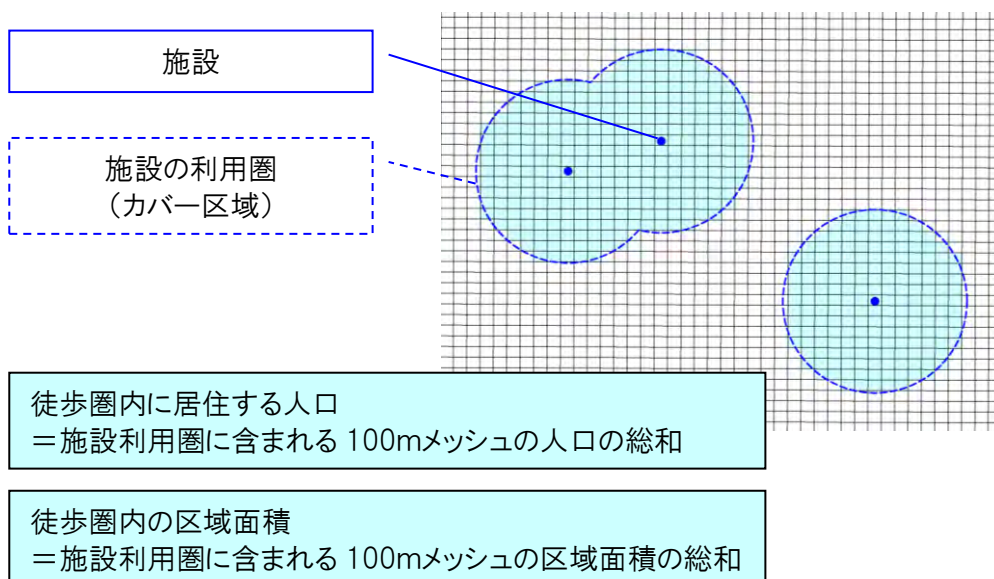 施設
施設の利用圏
（カバー区域）
徒歩圏内に居住する人口
＝施設利用圏に含まれる 100mメッシュの人口の総和
徒歩圏内の区域面積
＝施設利用圏に含まれる 100mメッシュの区域面積の総和